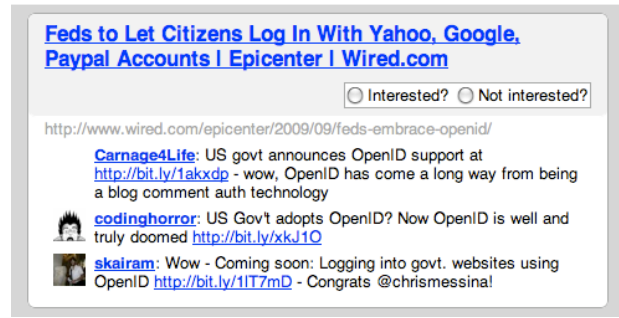 Feds to Let Citizens Log In With Yahoo, Google,
Paypal Accounts | Epicenter | Wired.com
Interested? Not interested?
http://www.wired.com/epicenter/2009/09/feds-embrace-openid/
Carnage4Life: US govt announces OpenID support at
http://bit.ly/1akxdp - wow, OpenID has come a long way from being
a blog comment auth technology
codinghorror: US Gov't adopts OpenID? Now OpenID is well and
truly doomed http://bit.ly/xkJ1O
skairam: Wow - Coming soon: Logging into govt. websites using
OpenID http://bit.ly/1IT7mD - Congrats @chrismessina!